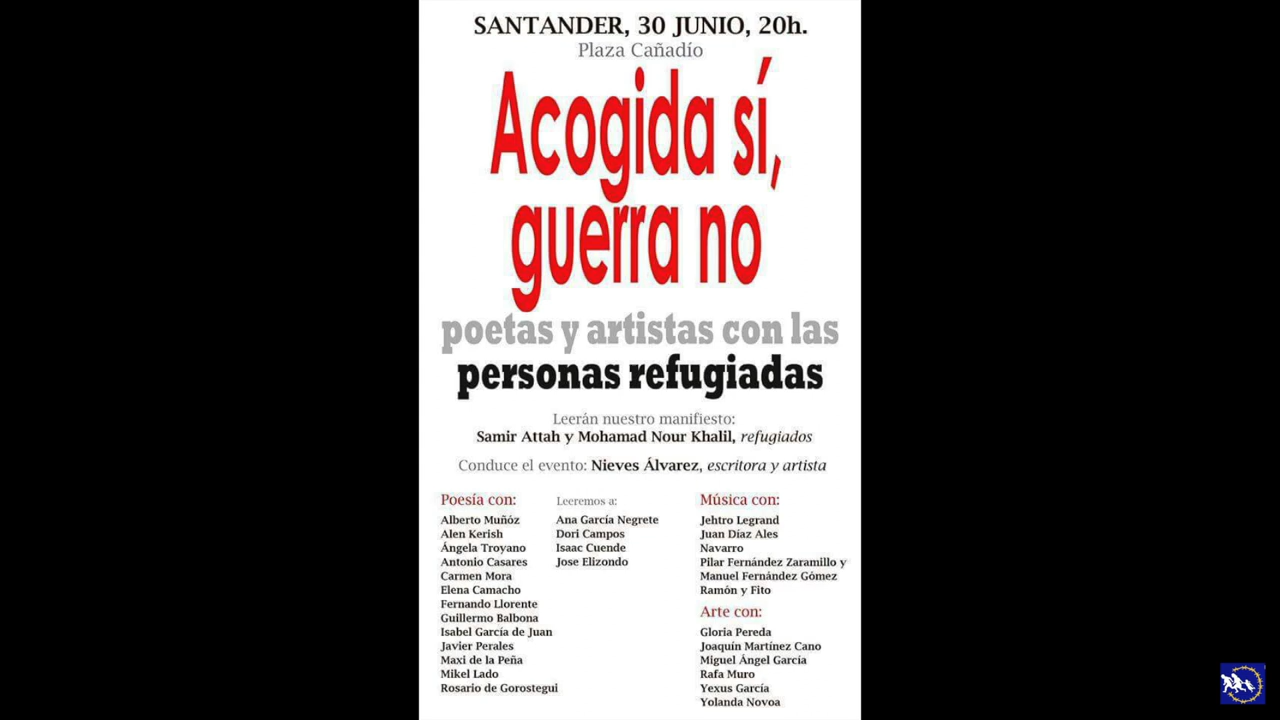 SANTANDER, 30 JUNIO, 20h.
Plaza Cañadío
Acogida sí,
guerra no
poetas y artistas con las
personas refugiadas
Leerán nuestro manifiesto:
Samir Attah y Mohamad Nour Khalil, refugiados
Conduce el evento: Nieves Álvarez, escritora y artista
Poesía con:
Alberto Muñóz
Alen Kerish
Ángela Troyano
Antonio Casares
Carmen Mora
Elena Camacho
Fernando Llorente
Guillermo Balbona
Isabel García de Juan
Javier Perales
Maxi de la Peña
Mikel Lado
Rosario de Gorostegui
Leeremos a:
Ana García Negrete
Dori Campos
Isaac Cuende
Jose Elizondo
Música con:
Jehtro Legrand
Juan Díaz Ales
Navarro
Pilar Fernández Zaramillo y
Manuel Fernández Gómez
Ramón y Fito
Arte con:
Gloria Pereda
Joaquín Martínez Cano
Miguel Ángel García
Rafa Muro
Yexus García
Yolanda Novoa